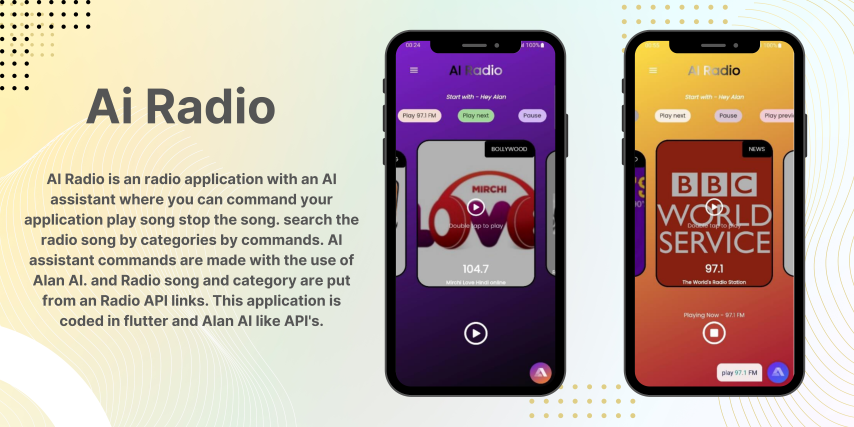 Ai Radio
AI Radio is an radio application with an AI
assistant where you can command your
application play song stop the song. search the
radio song by categories by commands. AI
assistant commands are made with the use of
Alan AI. and Radio song and category are put
from an Radio API links. This application is
coded in flutter and Alan AI like API's.
00:24
100%
AI Radio
Start with - Hey Alan
Play 97.1 FM
Play next
Pause
BOLLYWOOD
MIRCHI
LOVE
Double tap to play
104.7
Mirchi Love Hindi online
AI Radio
Start with - Hey Alan
Play next
Pause
Play previ
NEWS
BBC
WORLD
SERVICE
Double tap to play
97.1
The World's Radio Station
Playing Now - 97.1 FM
play 97.1 FM